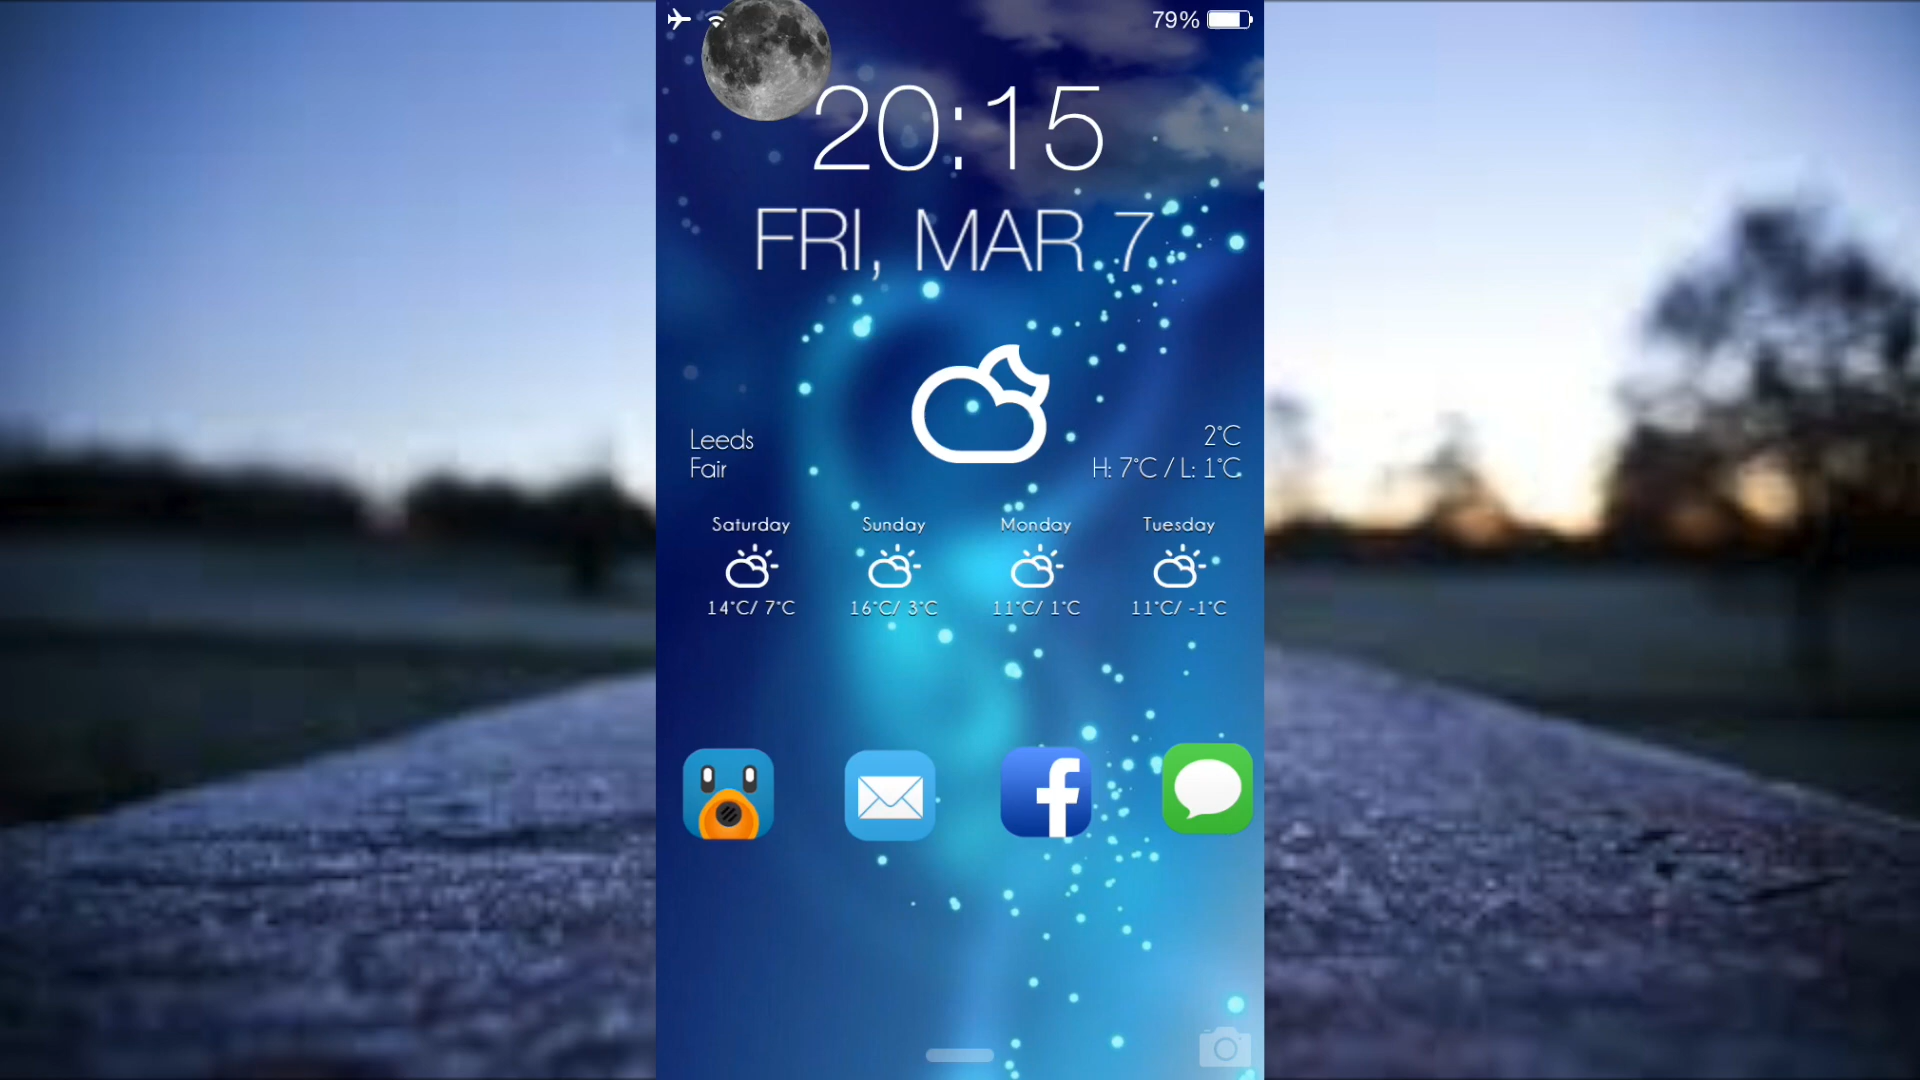 79%
20:15
FRI, MAR 7
Leeds
Fair
2°C
H: 7°C / L: 1°C
Saturday
Sunday
Monday
Tuesday
14°C/ 7°C
16°C/ 3°C
11°C/ 1°C
11°C/ -1°C
f